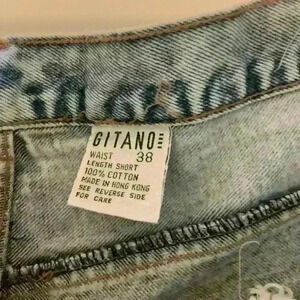 GITANO
WAIST 38
LENGTH SHORT
100% COTTON
MADE IN HONG KONG
SEE REVERSE SIDE
FOR CARE